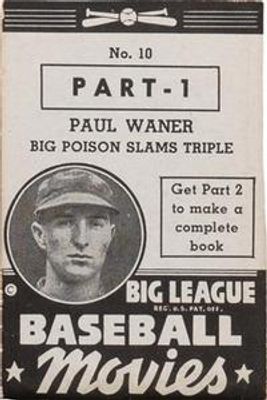 No. 10
PART-1
PAUL WANER
BIG POISON SLAMS TRIPLE
Get Part 2
to make a
complete
book
©
BIG LEAGUE
REG. U.S. PAT. OFF.
BASEBALL
Movies